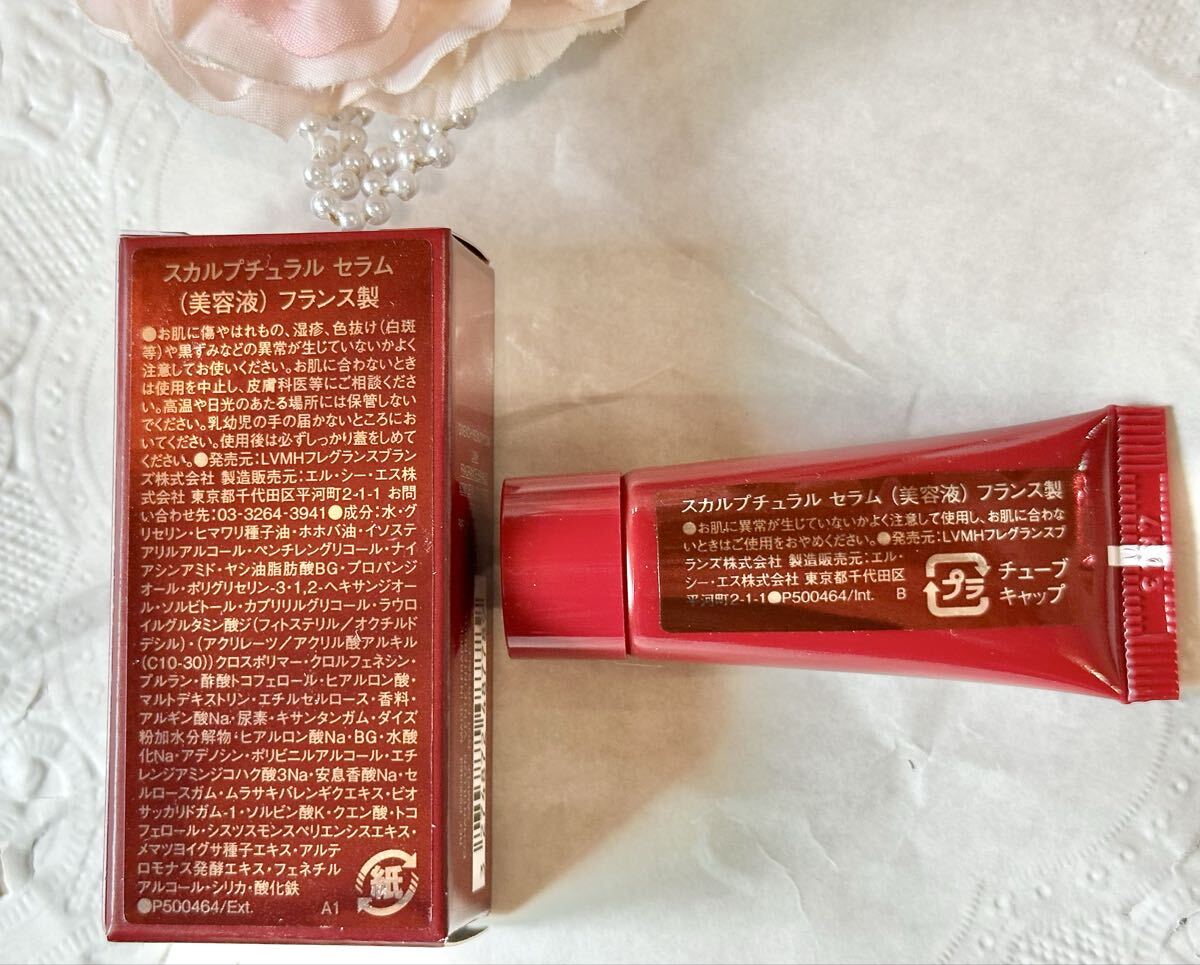 スカルプチュラル セラム
(美容液) フランス製
●お肌に傷やはれもの、湿疹、色抜け(白斑
等)や黒ずみなどの異常が生じていないかよく
注意してお使いください。お肌に合わないとき
は使用を中止し、皮膚科医等にご相談くださ
い。高温や日光のあたる場所には保管しない
でください。乳幼児の手の届かないところにお
いてください。使用後は必ずしっかり蓋をしめて
ください。●発売元:LVMHフレグランスブラン
ズ株式会社 製造販売元:エル・シー・エス株
式会社 東京都千代田区平河町2-1-1 お問
い合わせ先:03-3264-3941●成分:水・グ
リセリン・ヒマワリ種子油・ホホバ油・イソステ
アリルアルコール・ペンチレングリコール・ナイ
アシンアミド・ヤシ油脂肪酸BG・プロパンジ
オール・ポリグリセリン-3・1,2-ヘキサンジオー
ル・ソルビトール・カプリリルグリコール・ラウロ
イルグルタミン酸ジ(フィトステリル/オクチルド
デシル)・(アクリレーツ/アクリル酸アルキル
(C10-30))クロスポリマー・クロルフェネシン・
プルラン・酢酸トコフェロール・ヒアルロン酸・
マルトデキストリン・エチルセルロース・香料・
アルギン酸Na・尿素・キサンタンガム・ダイズ
粉加水分解物・ヒアルロン酸Na・BG・水酸
化Na・アデノシン・ポリビニルアルコール・エチ
レンジアミンジコハク酸3Na・安息香酸Na・セ
ルロースガム・ムラサキバレンギクエキス・ビオ
サッカリドガム-1・ソルビン酸K・クエン酸・トコ
フェロール・シスツスモンスペリエンシスエキス・
メマツヨイグサ種子エキス・アルテ
ロモナス発酵エキス・フェネチル
アルコール・シリカ・酸化鉄
●P500464/Ext. A1
紙
スカルプチュラル セラム (美容液) フランス製
●お肌に異常が生じていないかよく注意して使用し、お肌に合わな
いときはご使用をおやめください。●発売元:LVMHフレグランスブ
ランズ株式会社 製造販売元:エル・
シー・エス株式会社 東京都千代田区
平河町2-1-1●P500464/Int. B
プラ
チューブ
キャップ